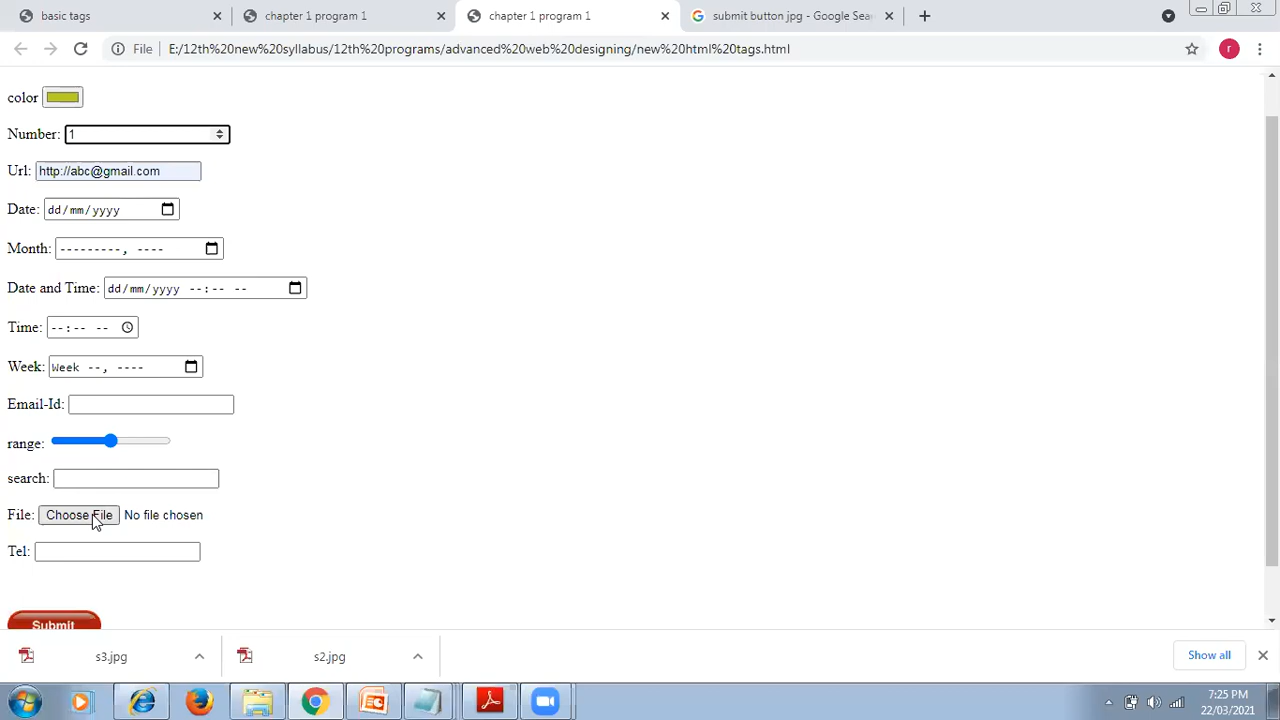 basic tags
chapter 1 program 1
chapter 1 program 1
submit button jpg - Google Sea
File
E:/12th%20new%20syllabus/12th%20programs/advanced%20web%20designing/new%20html%20tags.html
r
color
Number: 1
Url: http://abc@gmail.com
Date: dd/mm/yyyy
Month: ---------, ----
Date and Time: dd/mm/yyyy --:-- --
Time: --:-- --
Week: Week --, ----
Email-Id:
range:
search:
File: Choose File No file chosen
Tel:
Submit
s3.jpg
s2.jpg
Show all
7:25 PM
22/03/2021